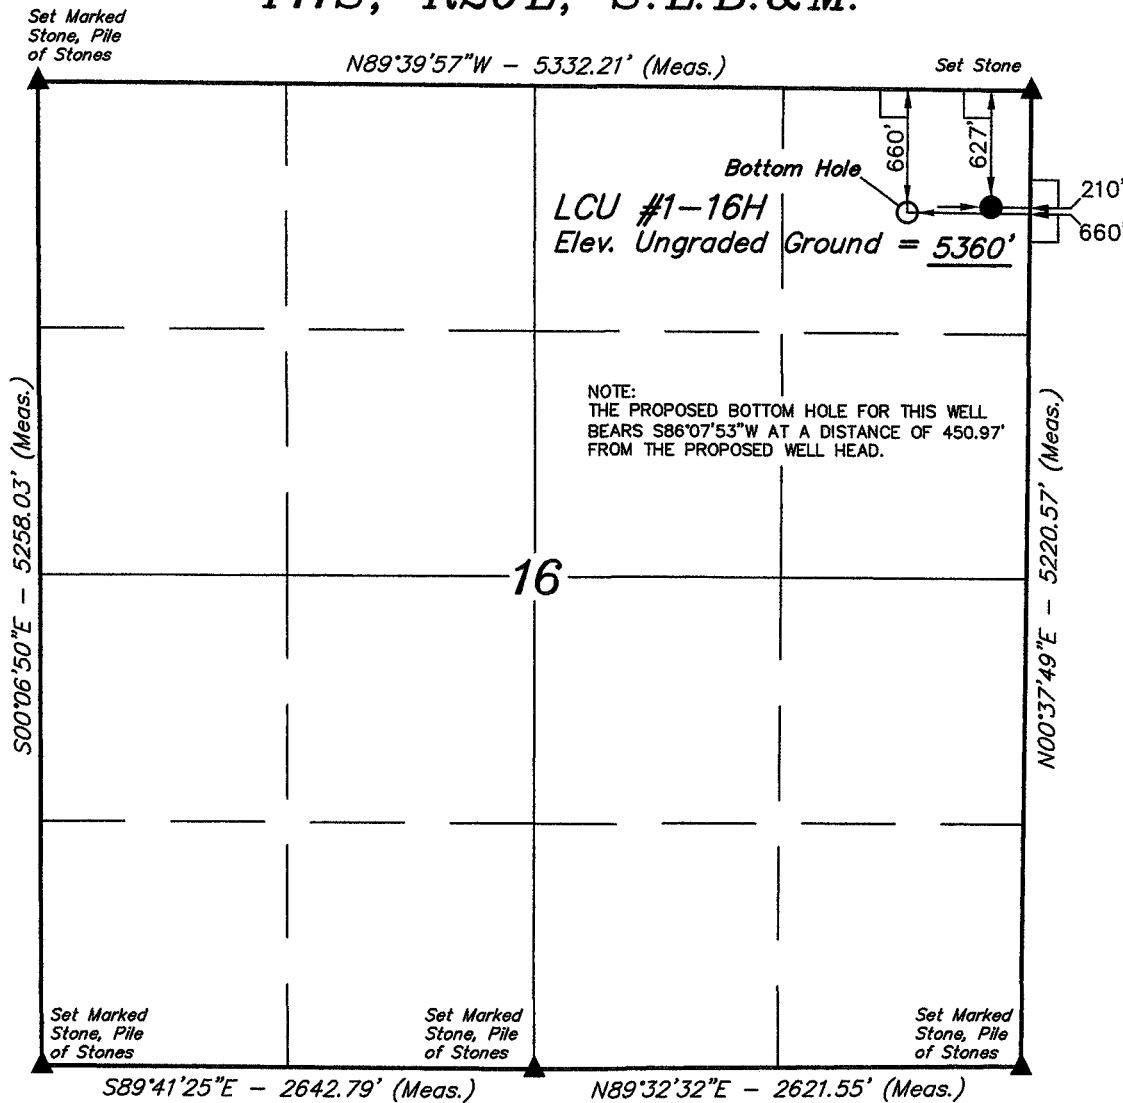 Set Marked
Stone, Pile
of Stones
N89°39'57"W - 5332.21' (Meas.)
Set Stone
660'
627'
210'
660'
Bottom Hole
LCU #1-16H
Elev. Ungraded Ground = 5360'
NOTE:
THE PROPOSED BOTTOM HOLE FOR THIS WELL
BEARS S86°07'53"W AT A DISTANCE OF 450.97'
FROM THE PROPOSED WELL HEAD.
S00°06'50"E - 5258.03' (Meas.)
16
N00°37'49"E - 5220.57' (Meas.)
Set Marked
Stone, Pile
of Stones
Set Marked
Stone, Pile
of Stones
Set Marked
Stone, Pile
of Stones
S89°41'25"E - 2642.79' (Meas.)
N89°32'32"E - 2621.55' (Meas.)